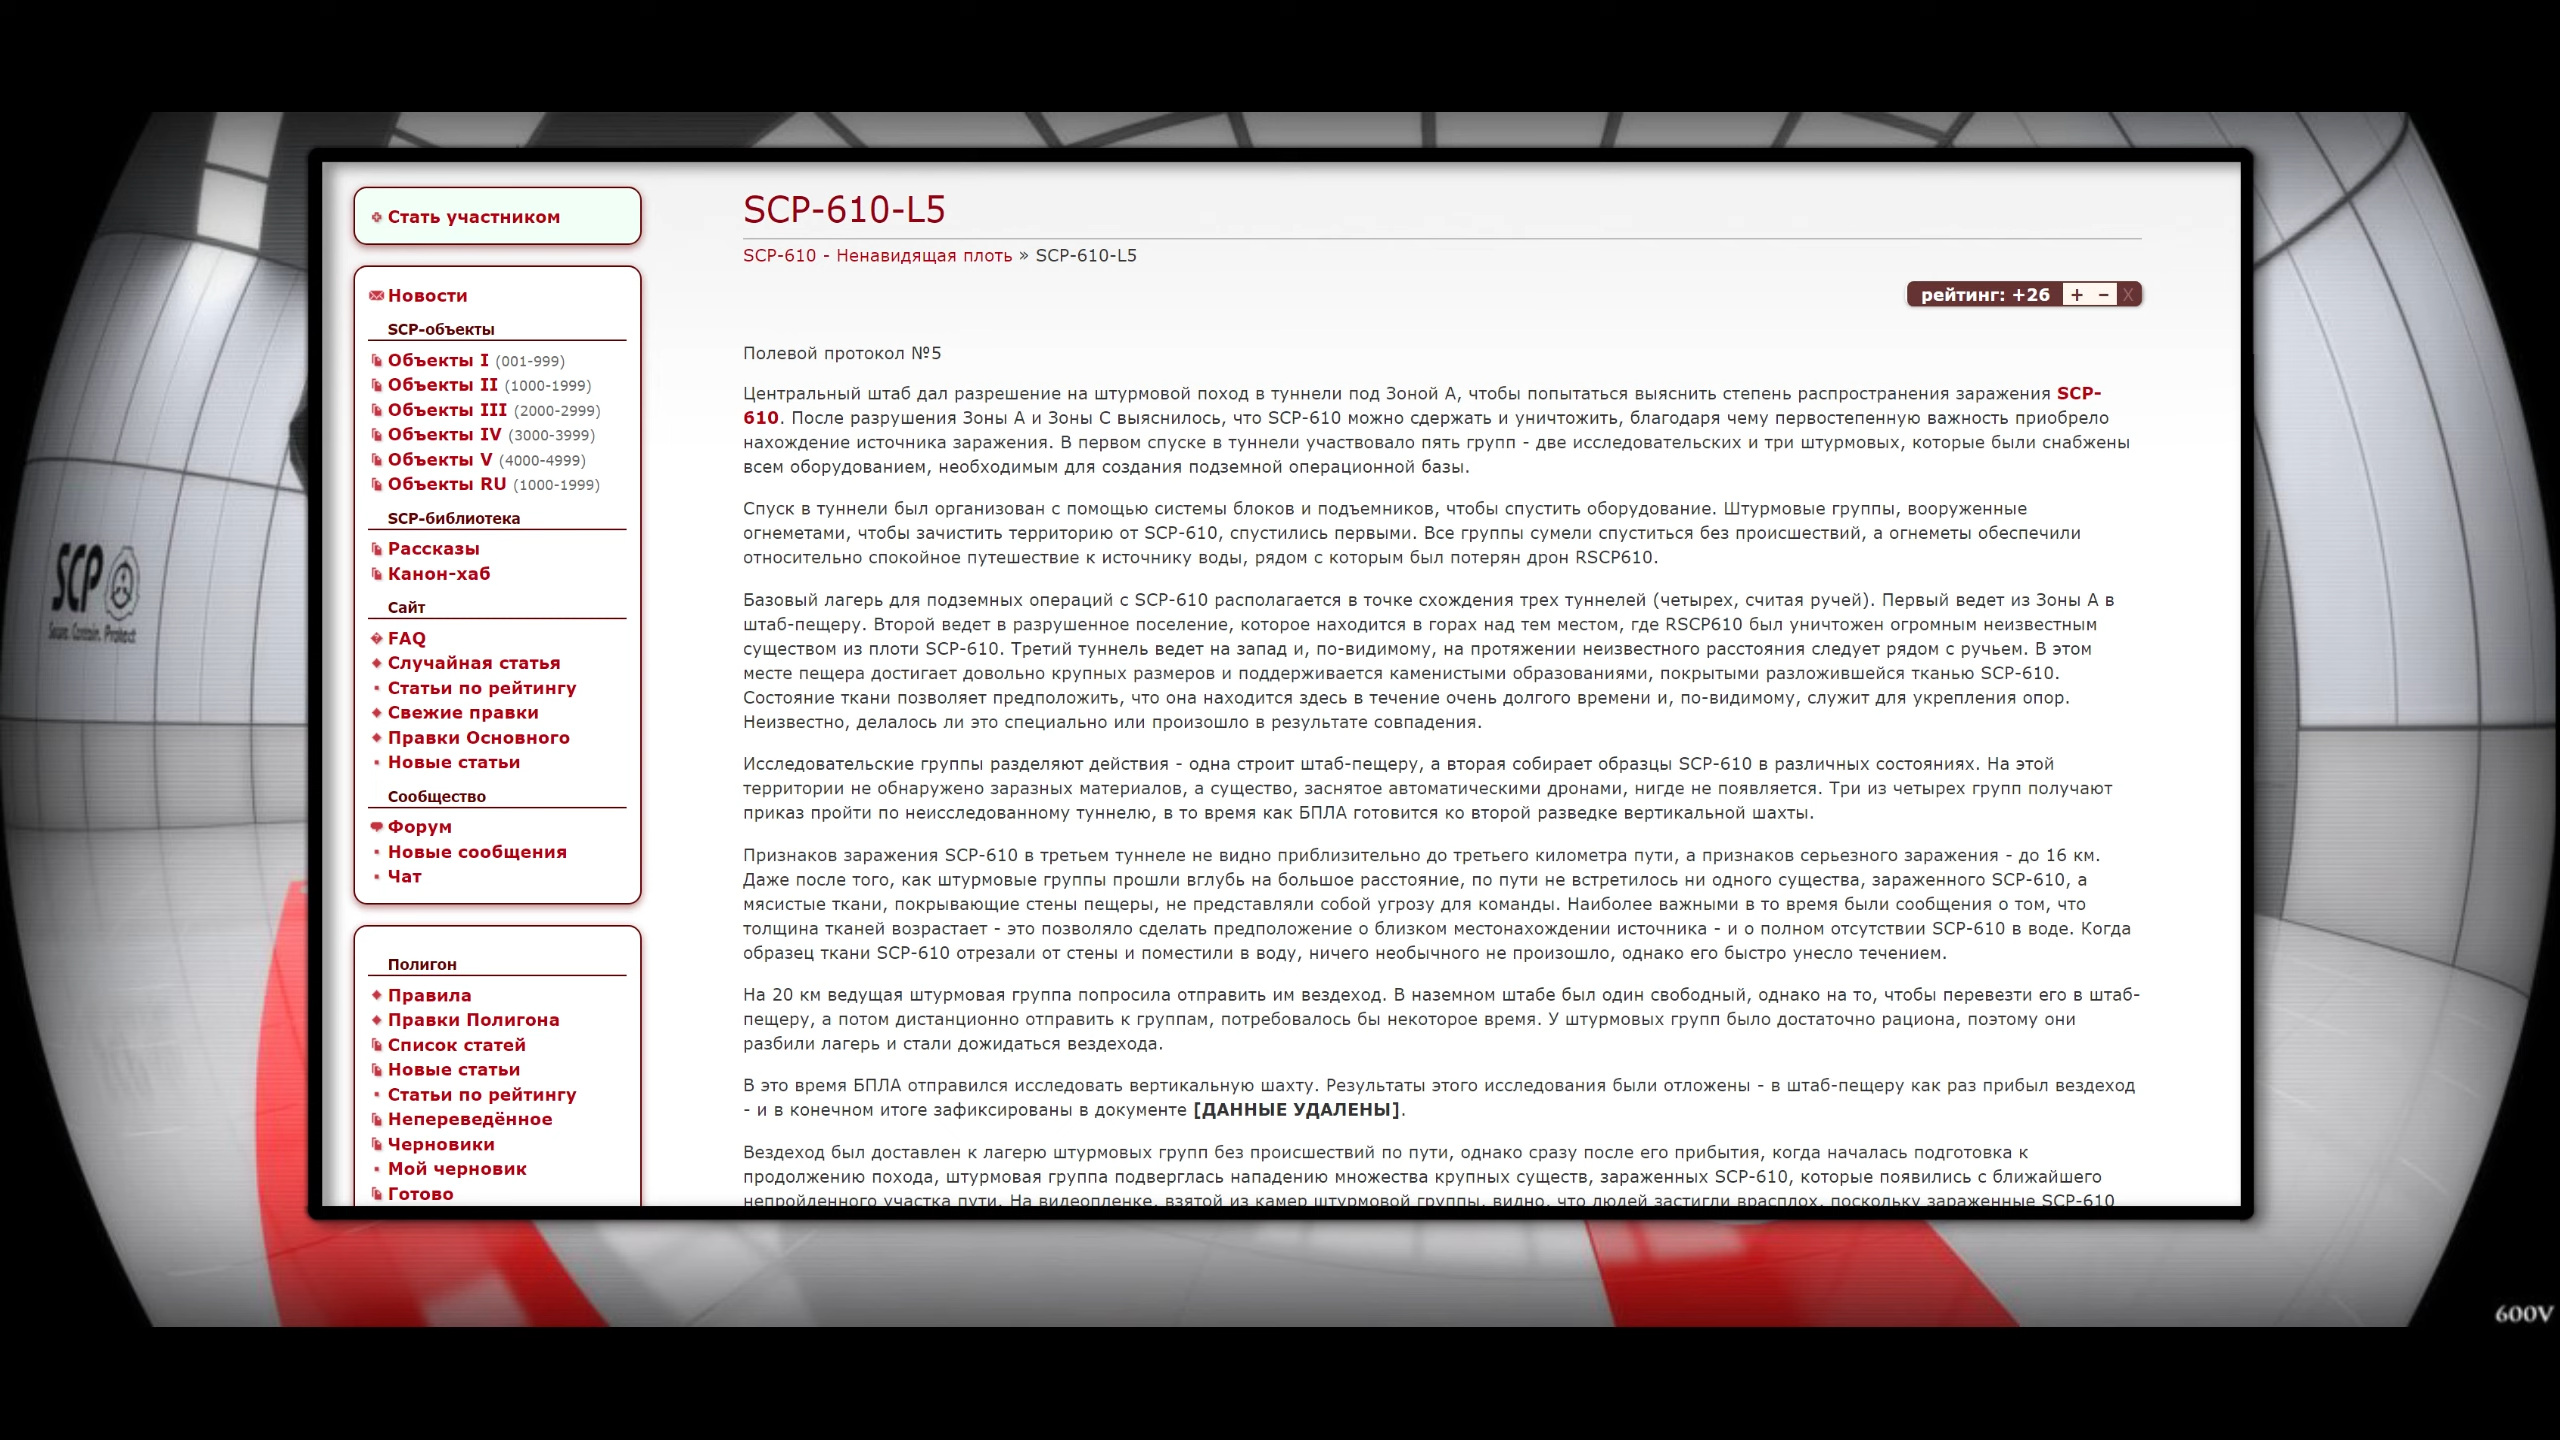 Стать участником
Новости
SCP-объекты
Объекты I (001-999)
Объекты II (1000-1999)
Объекты III (2000-2999)
Объекты IV (3000-3999)
Объекты V (4000-4999)
Объекты RU (1000-1999)
SCP-библиотека
Рассказы
Канон-хаб
Сайт
FAQ
Случайная статья
Статьи по рейтингу
Свежие правки
Правки Основного
Новые статьи
Сообщество
Форум
Новые сообщения
Чат
Полигон
Правила
Правки Полигона
Список статей
Новые статьи
Статьи по рейтингу
Непереведённое
Черновики
Мой черновик
Готово
SCP-610-L5
SCP-610 - Ненавидящая плоть » SCP-610-L5
рейтинг: +26 + − X
Полевой протокол №5
Центральный штаб дал разрешение на штурмовой поход в туннели под Зоной А, чтобы попытаться выяснить степень распространения заражения SCP-
610. После разрушения Зоны А и Зоны С выяснилось, что SCP-610 можно сдержать и уничтожить, благодаря чему первостепенную важность приобрело
нахождение источника заражения. В первом спуске в туннели участвовало пять групп - две исследовательских и три штурмовых, которые были снабжены
всем оборудованием, необходимым для создания подземной операционной базы.
Спуск в туннели был организован с помощью системы блоков и подъемников, чтобы спустить оборудование. Штурмовые группы, вооруженные
огнеметами, чтобы зачистить территорию от SCP-610, спустились первыми. Все группы сумели спуститься без происшествий, а огнеметы обеспечили
относительно спокойное путешествие к источнику воды, рядом с которым был потерян дрон RSCP610.
Базовый лагерь для подземных операций с SCP-610 располагается в точке схождения трех туннелей (четырех, считая ручей). Первый ведет из Зоны А в
штаб-пещеру. Второй ведет в разрушенное поселение, которое находится в горах над тем местом, где RSCP610 был уничтожен огромным неизвестным
существом из плоти SCP-610. Третий туннель ведет на запад и, по-видимому, на протяжении неизвестного расстояния следует рядом с ручьем. В этом
месте пещера достигает довольно крупных размеров и поддерживается каменистыми образованиями, покрытыми разложившейся тканью SCP-610.
Состояние ткани позволяет предположить, что она находится здесь в течение очень долгого времени и, по-видимому, служит для укрепления опор.
Неизвестно, делалось ли это специально или произошло в результате совпадения.
Исследовательские группы разделяют действия - одна строит штаб-пещеру, а вторая собирает образцы SCP-610 в различных состояниях. На этой
территории не обнаружено заразных материалов, а существо, заснятое автоматическими дронами, нигде не появляется. Три из четырех групп получают
приказ пройти по неисследованному туннелю, в то время как БПЛА готовится ко второй разведке вертикальной шахты.
Признаков заражения SCP-610 в третьем туннеле не видно приблизительно до третьего километра пути, а признаков серьезного заражения - до 16 км.
Даже после того, как штурмовые группы прошли вглубь на большое расстояние, по пути не встретилось ни одного существа, зараженного SCP-610, а
мясистые ткани, покрывающие стены пещеры, не представляли собой угрозу для команды. Наиболее важными в то время были сообщения о том, что
толщина тканей возрастает - это позволяло сделать предположение о близком местонахождении источника - и о полном отсутствии SCP-610 в воде. Когда
образец ткани SCP-610 отрезали от стены и поместили в воду, ничего необычного не произошло, однако его быстро унесло течением.
На 20 км ведущая штурмовая группа попросила отправить им вездеход. В наземном штабе был один свободный, однако на то, чтобы перевезти его в штаб-
пещеру, а потом дистанционно отправить к группам, потребовалось бы некоторое время. У штурмовых групп было достаточно рациона, поэтому они
разбили лагерь и стали дожидаться вездехода.
В это время БПЛА отправился исследовать вертикальную шахту. Результаты этого исследования были отложены - в штаб-пещеру как раз прибыл вездеход
- и в конечном итоге зафиксированы в документе [ДАННЫЕ УДАЛЕНЫ].
Вездеход был доставлен к лагерю штурмовых групп без происшествий по пути, однако сразу после его прибытия, когда началась подготовка к
продолжению похода, штурмовая группа подверглась нападению множества крупных существ, зараженных SCP-610, которые появились с ближайшего
непройденного участка пути. На видеопленке, взятой из камер штурмовой группы, видно, что людей застигли врасплох, поскольку зараженные SCP-610
SCP
Secure. Contain. Protect
600V